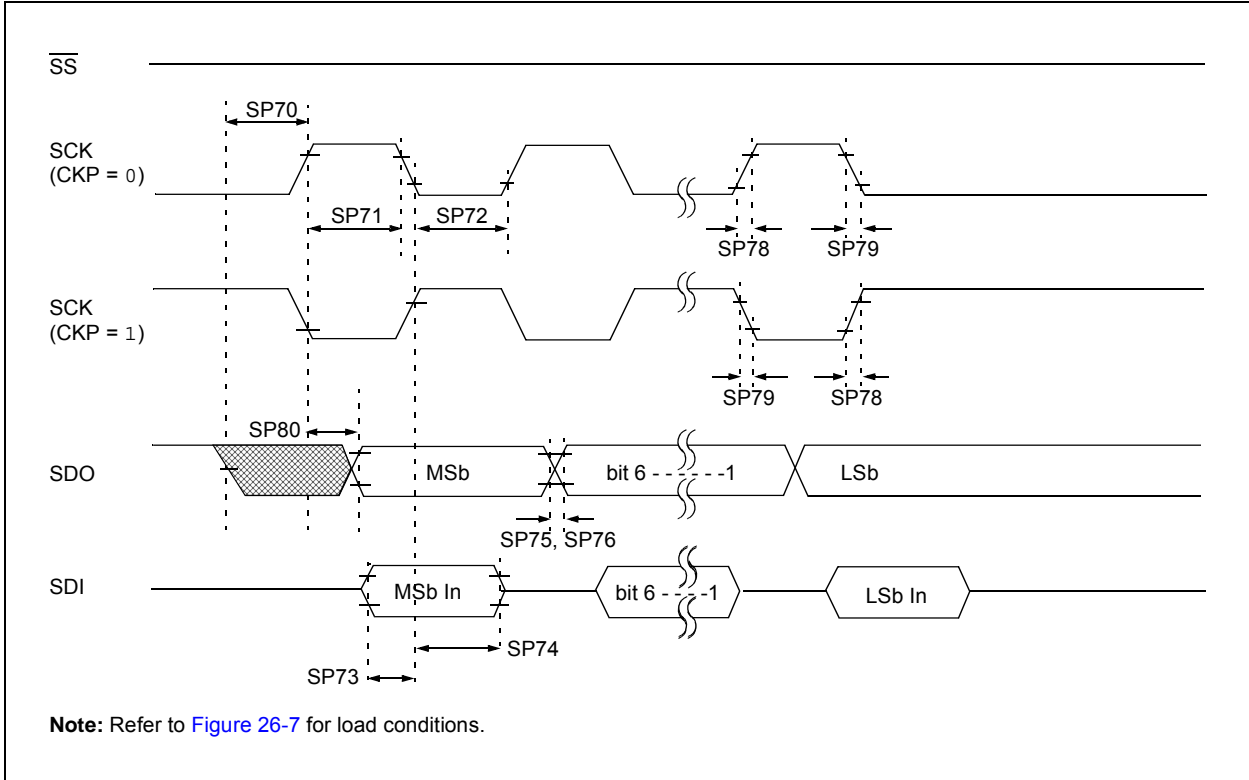 SS
SP70
SCK
(CKP = 0)
SP71
SP72
SP78
SP79
SCK
(CKP = 1)
SP79
SP78
SP80
SDO
MSb
bit 6 - - - - - -1
LSb
SP75, SP76
SDI
MSb In
bit 6 - - - - -1
LSb In
SP74
SP73
Note: Refer to Figure 26-7 for load conditions.